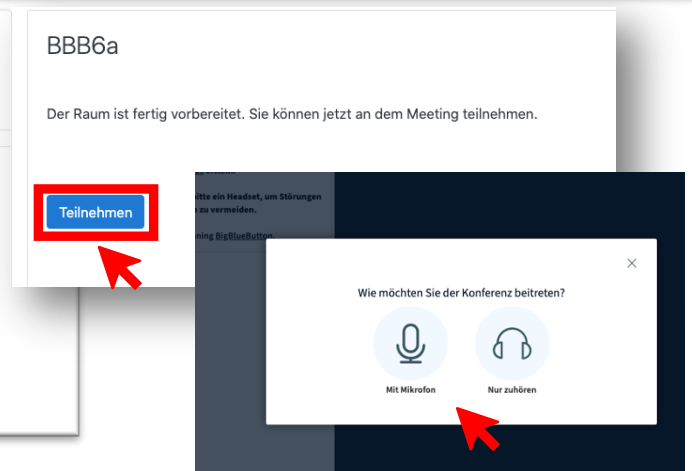 BBB6a
Der Raum ist fertig vorbereitet. Sie können jetzt an dem Meeting teilnehmen.
Teilnehmen
itte ein Headset, um Störungen
zu vermeiden.
ning BigBlueButton.
Wie möchten Sie der Konferenz beitreten?
Mit Mikrofon
Nur zuhören